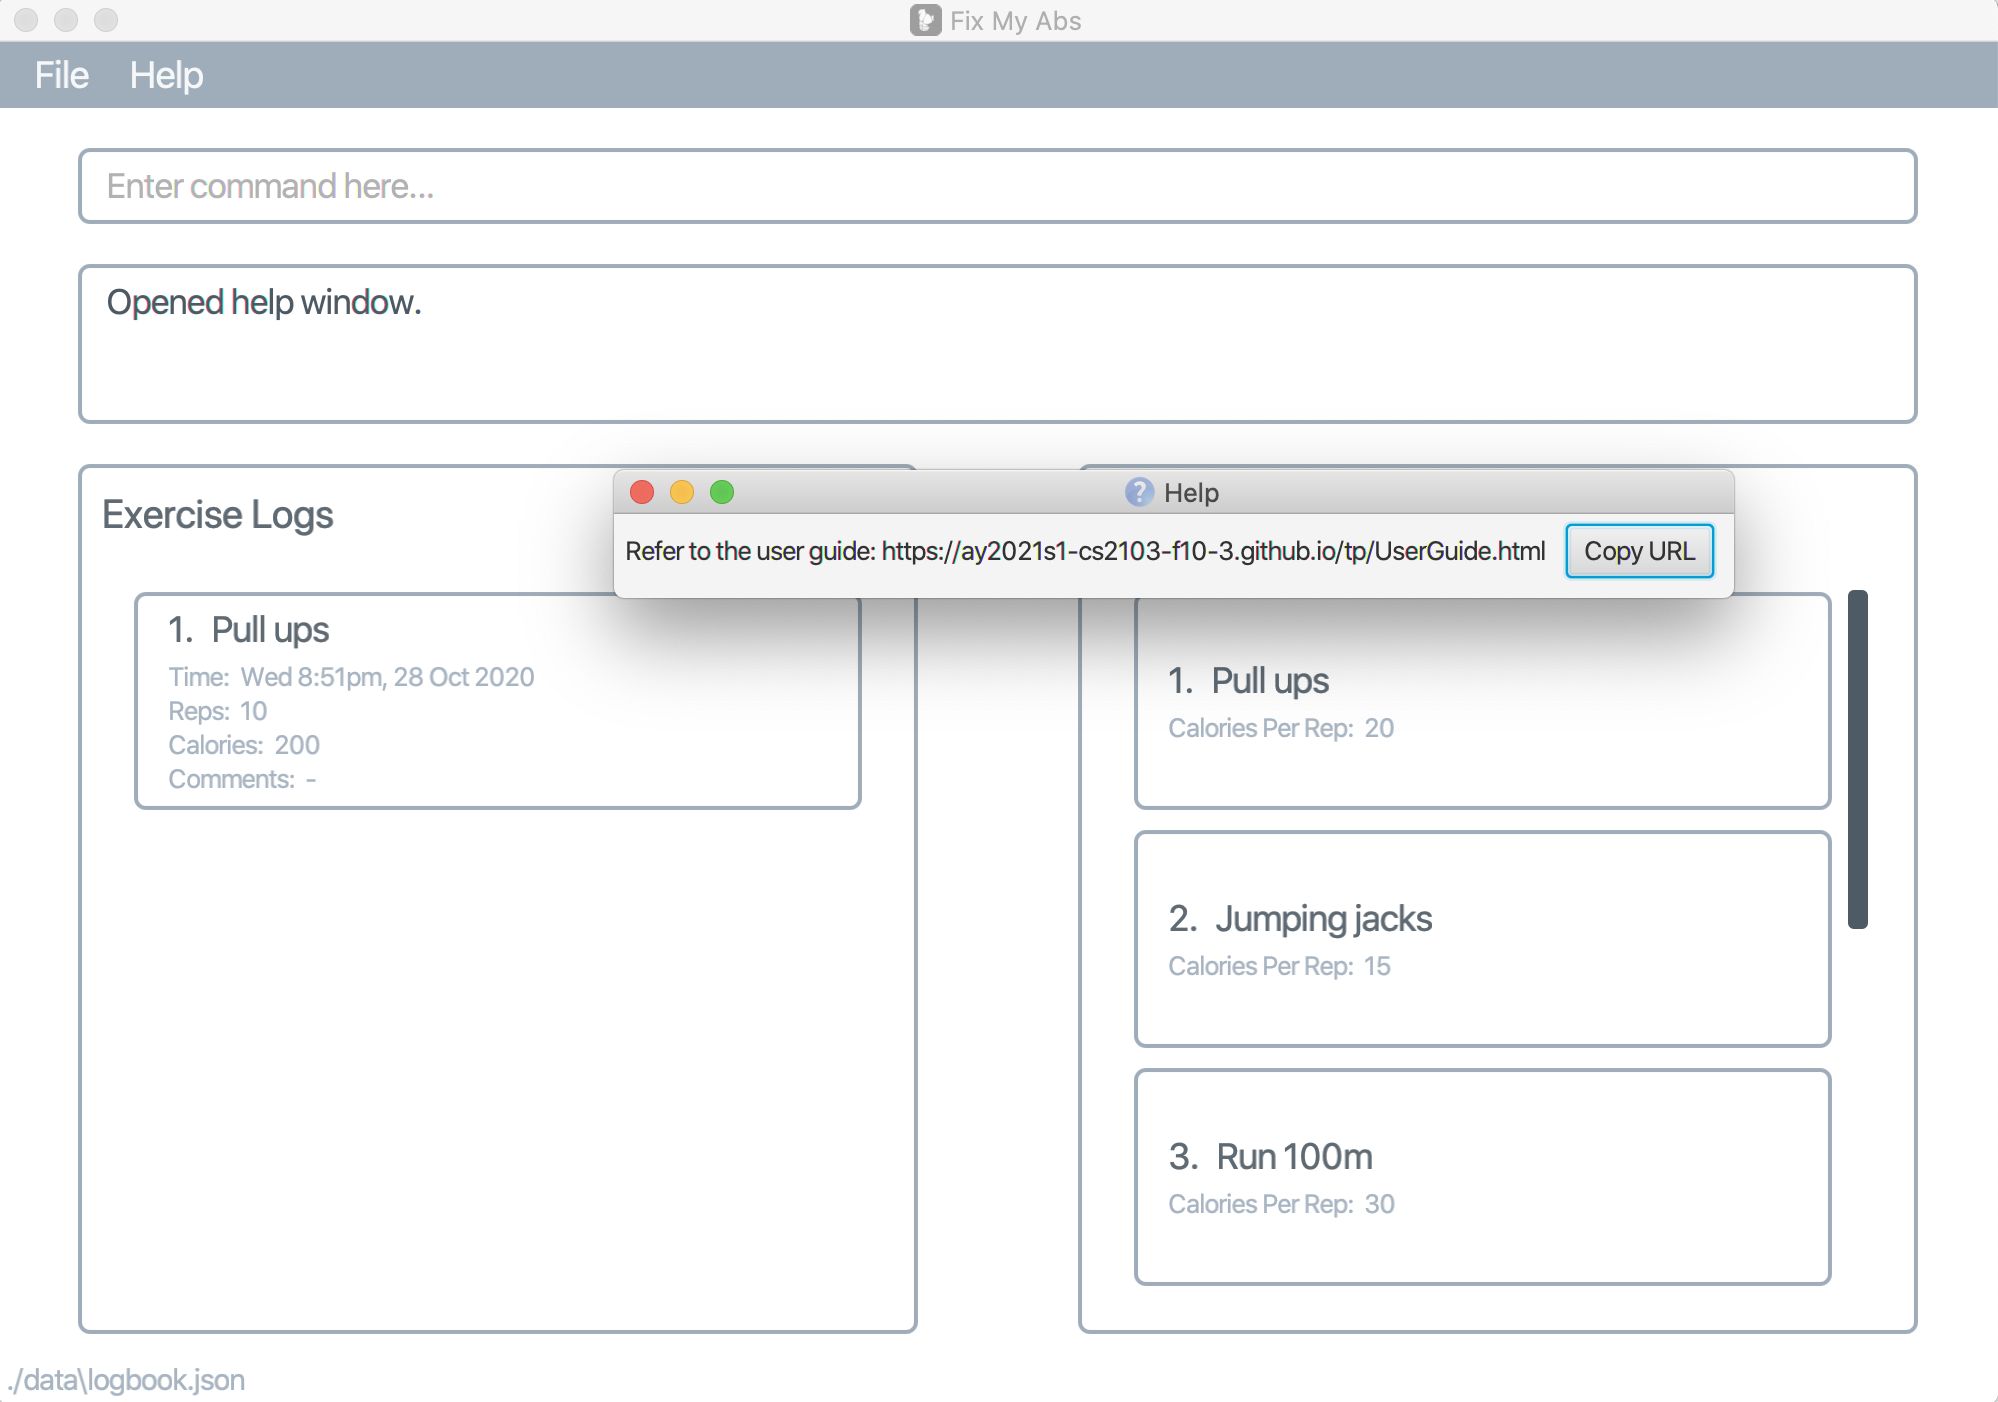 Fix My Abs
File Help
Enter command here...
Opened help window.
Help
Refer to the user guide: https://ay2021s1-cs2103-f10-3.github.io/tp/UserGuide.html Copy URL
Exercise Logs
1. Pull ups
Time: Wed 8:51pm, 28 Oct 2020
Reps: 10
Calories: 200
Comments: -
1. Pull ups
Calories Per Rep: 20
2. Jumping jacks
Calories Per Rep: 15
3. Run 100m
Calories Per Rep: 30
./data\logbook.json